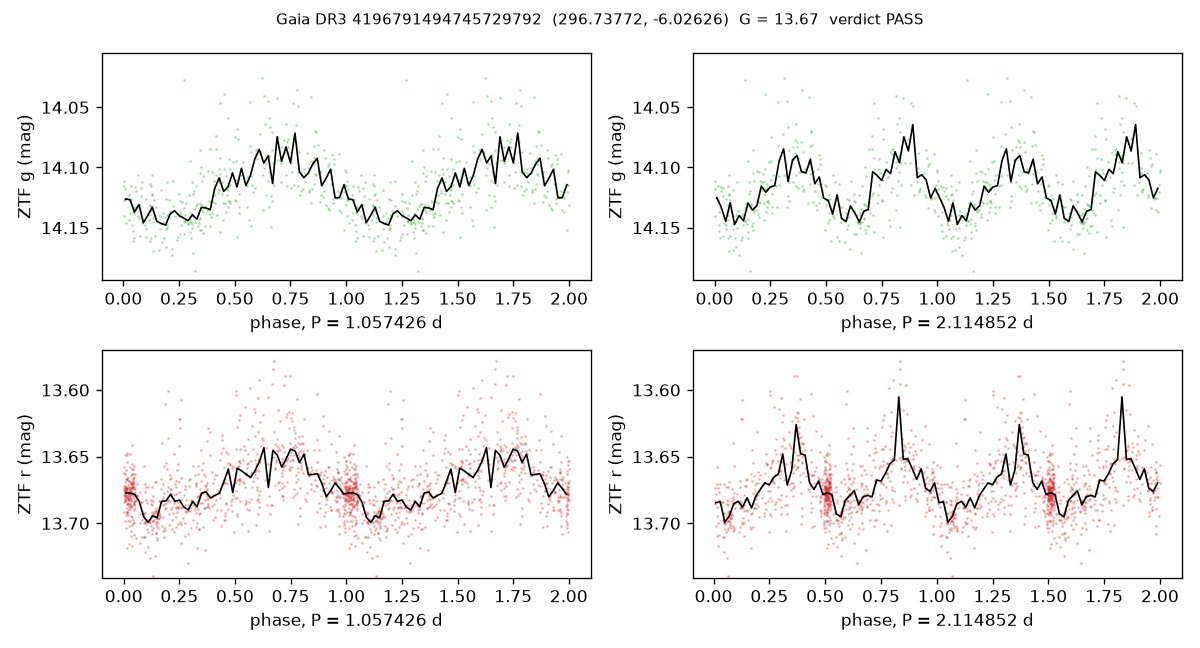 Gaia DR3 4196791494745729792 (296.73772, -6.02626) G = 13.67 verdict PASS
ZTF g (mag)
14.05
14.10
14.15
0.00 0.25 0.50 0.75 1.00 1.25 1.50 1.75 2.00
phase, P = 1.057426 d
ZTF g (mag)
14.05
14.10
14.15
0.00 0.25 0.50 0.75 1.00 1.25 1.50 1.75 2.00
phase, P = 2.114852 d
ZTF r (mag)
13.60
13.65
13.70
0.00 0.25 0.50 0.75 1.00 1.25 1.50 1.75 2.00
phase, P = 1.057426 d
ZTF r (mag)
13.60
13.65
13.70
0.00 0.25 0.50 0.75 1.00 1.25 1.50 1.75 2.00
phase, P = 2.114852 d